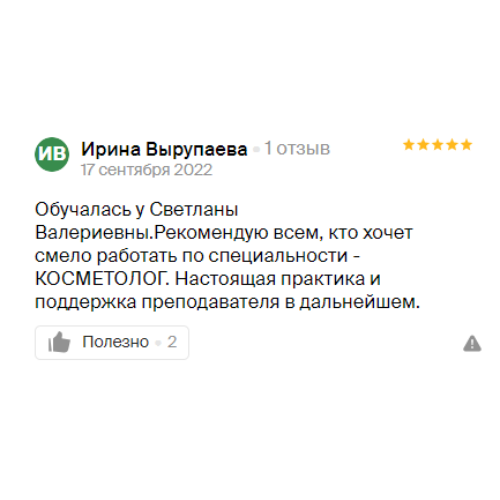 ИВ
Ирина Вырупаева • 1 отзыв
17 сентября 2022
Обучалась у Светланы
Валериевны.Рекомендую всем, кто хочет
смело работать по специальности -
КОСМЕТОЛОГ. Настоящая практика и
поддержка преподавателя в дальнейшем.
Полезно • 2